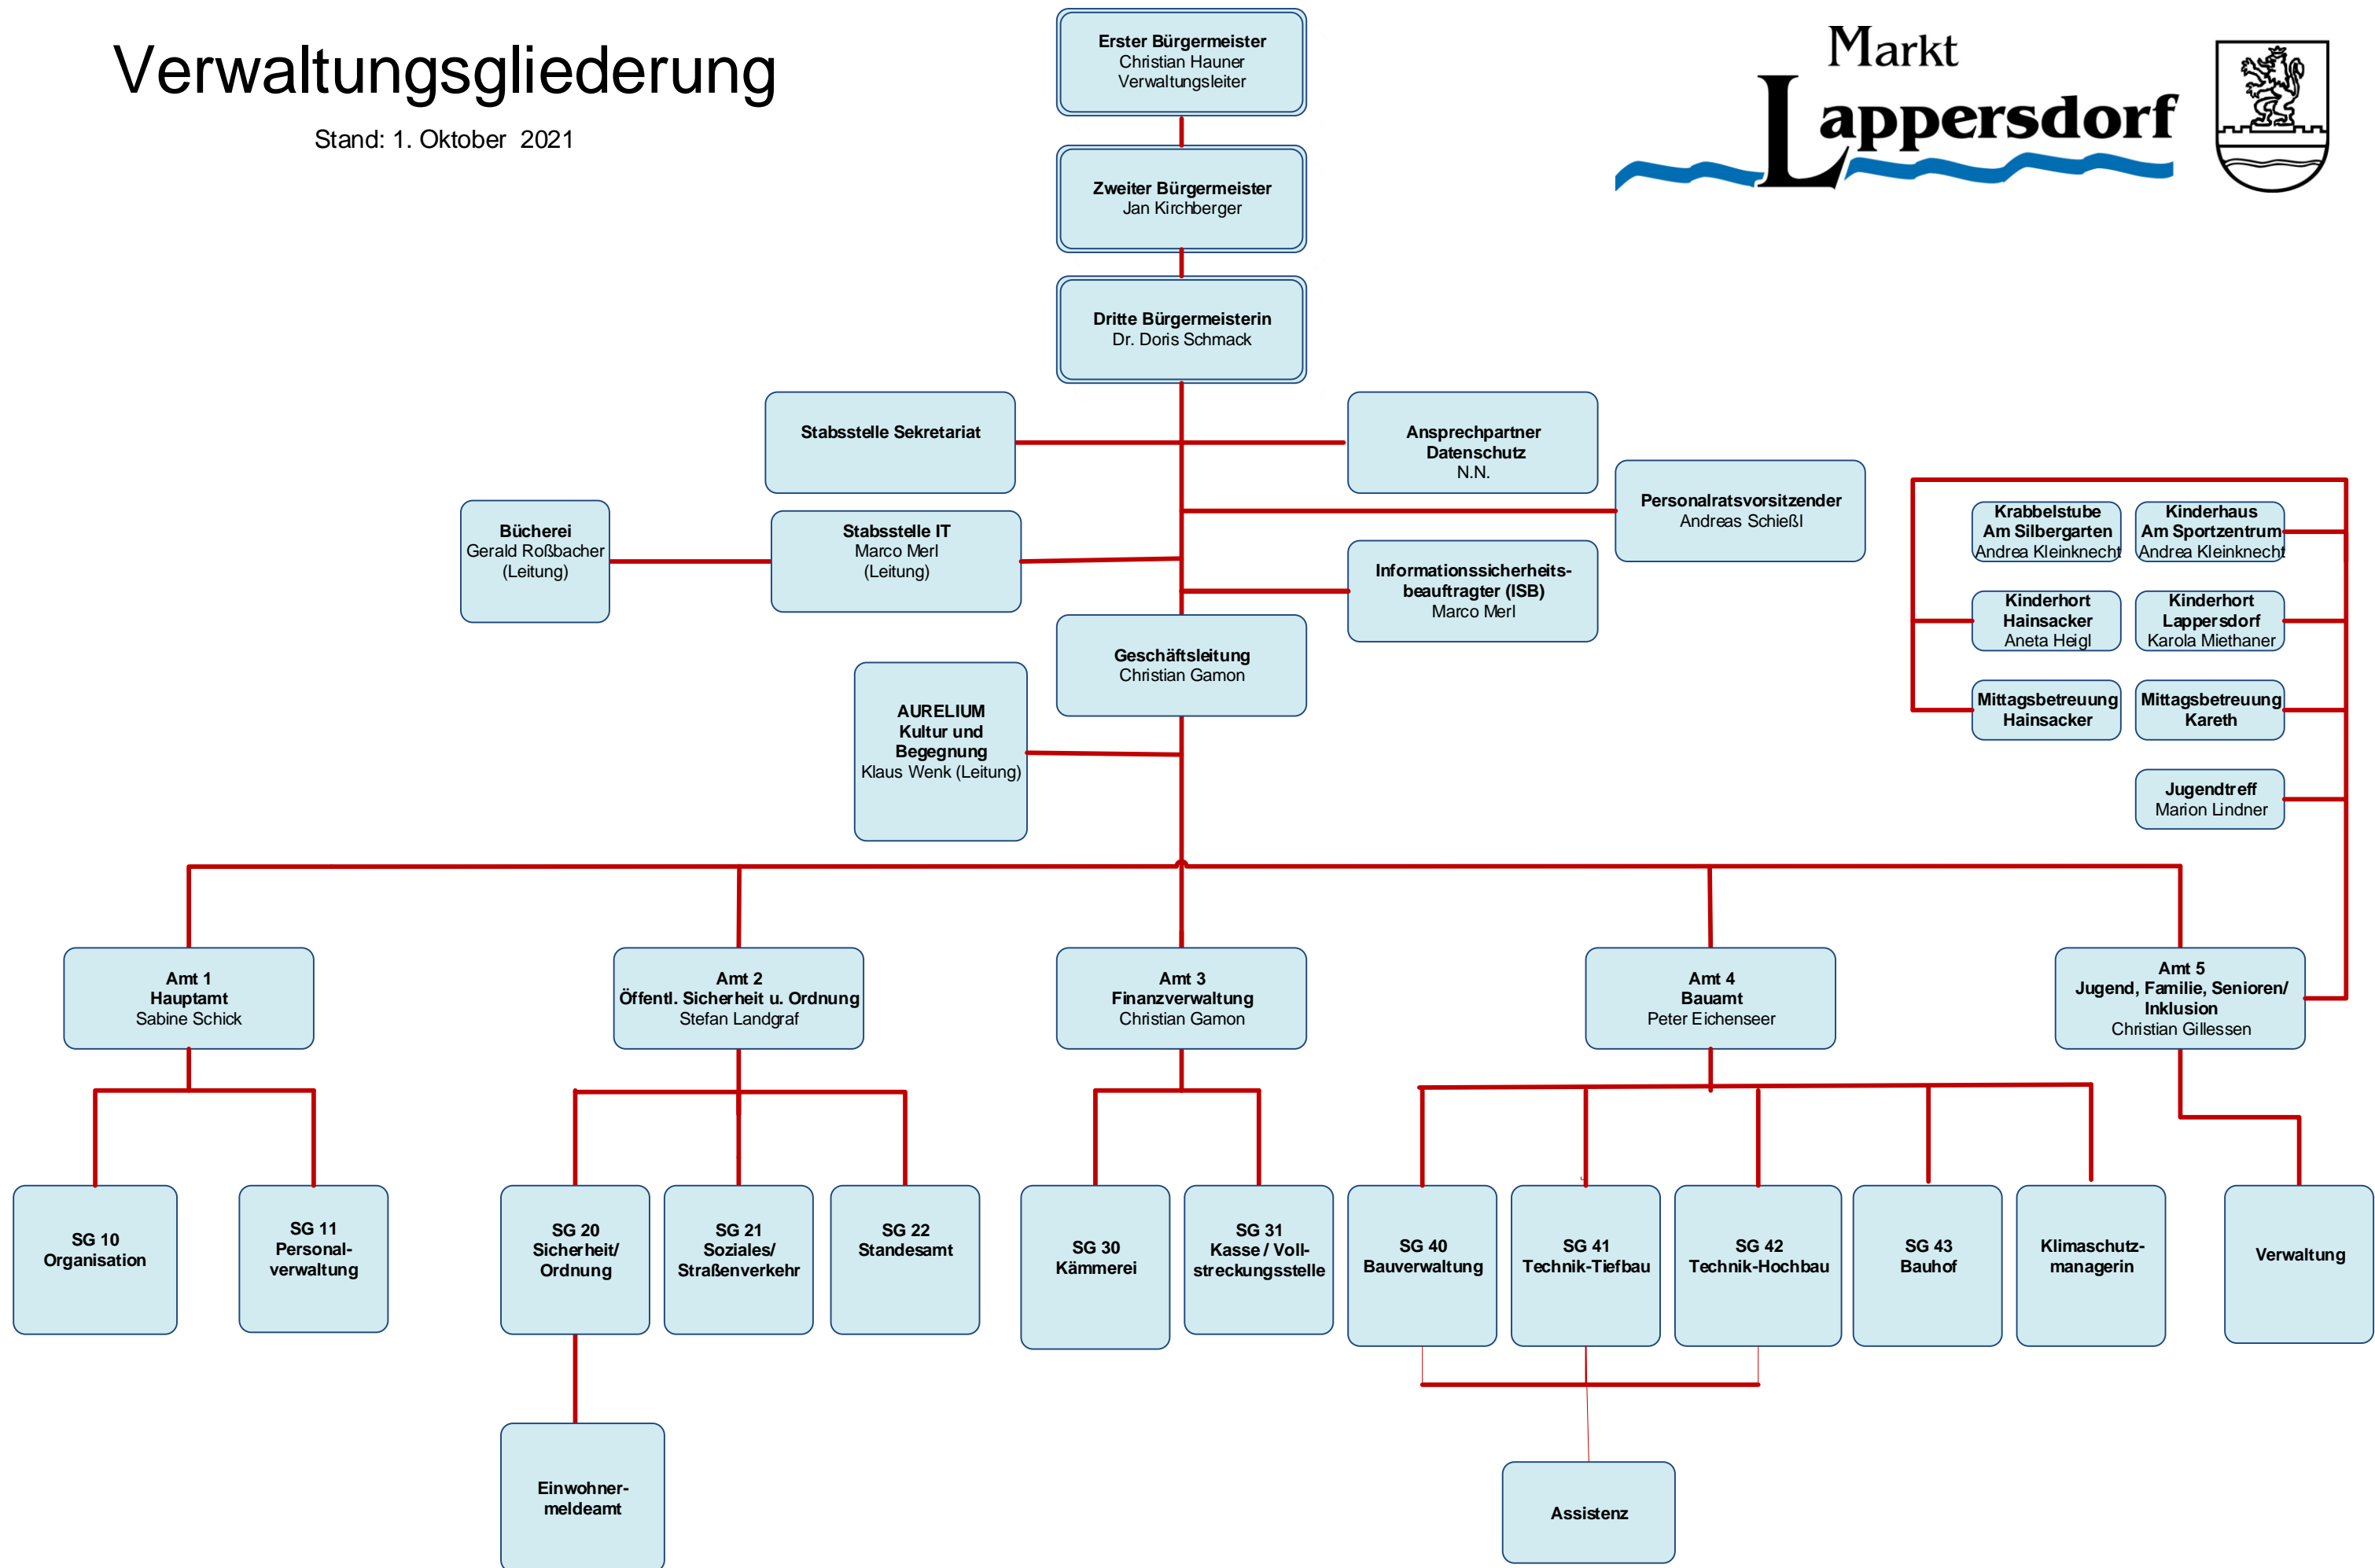 Verwaltungsgliederung
Stand: 1. Oktober 2021
Markt
Lappersdorf
Erster Bürgermeister
Christian Hauner
Verwaltungsleiter
Zweiter Bürgermeister
Jan Kirchberger
Dritte Bürgermeisterin
Dr. Doris Schmack
Stabsstelle Sekretariat
Ansprechpartner
Datenschutz
N.N.
Personalratsvorsitzender
Andreas Schießl
Bücherei
Gerald Roßbacher
(Leitung)
Stabsstelle IT
Marco Merl
(Leitung)
Informationssicherheits-
beauftragter (ISB)
Marco Merl
Geschäftsleitung
Christian Gamon
AURELIUM
Kultur und
Begegnung
Klaus Wenk (Leitung)
Krabbelstube
Am Silbergarten
Andrea Kleinknecht
Kinderhaus
Am Sportzentrum
Andrea Kleinknecht
Kinderhort
Hainsacker
Aneta Heigl
Kinderhort
Lappersdorf
Karola Miethaner
Mittagsbetreuung
Hainsacker
Mittagsbetreuung
Kareth
Jugendtreff
Marion Lindner
Amt 1
Hauptamt
Sabine Schick
Amt 2
Öffentl. Sicherheit u. Ordnung
Stefan Landgraf
Amt 3
Finanzverwaltung
Christian Gamon
Amt 4
Bauamt
Peter Eichenseer
Amt 5
Jugend, Familie, Senioren/
Inklusion
Christian Gillessen
SG 10
Organisation
SG 11
Personal-
verwaltung
SG 20
Sicherheit/
Ordnung
SG 21
Soziales/
Straßenverkehr
SG 22
Standesamt
SG 30
Kämmerei
SG 31
Kasse / Voll-
streckungsstelle
SG 40
Bauverwaltung
SG 41
Technik-Tiefbau
SG 42
Technik-Hochbau
SG 43
Bauhof
Klimaschutz-
managerin
Verwaltung
Einwohner-
meldeamt
Assistenz